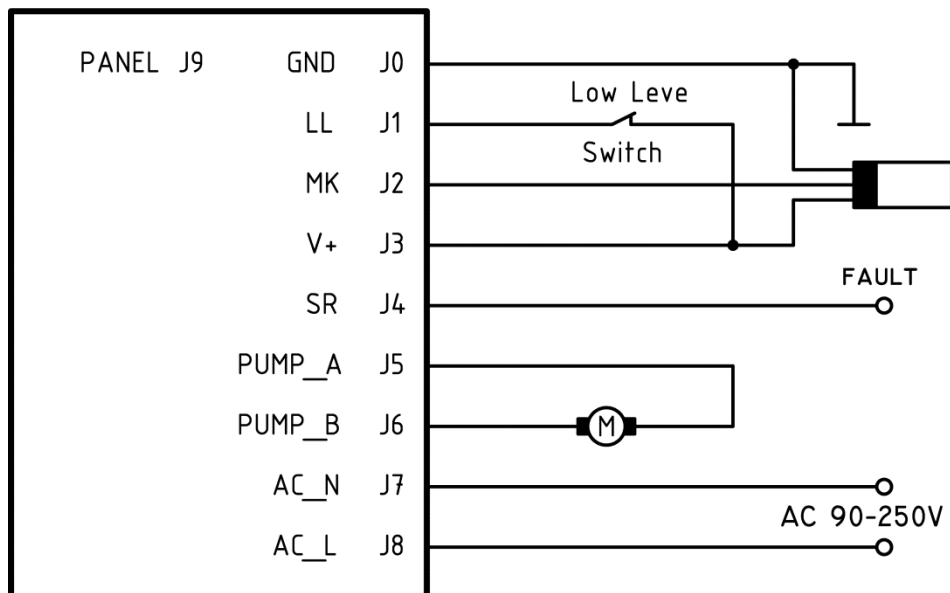 PANEL J9 GND J0
Low Leve
LL J1
Switch
MK J2
V+ J3
FAULT
SR J4
PUMP_A J5
PUMP_B J6
M
AC_N J7
AC 90-250V
AC_L J8